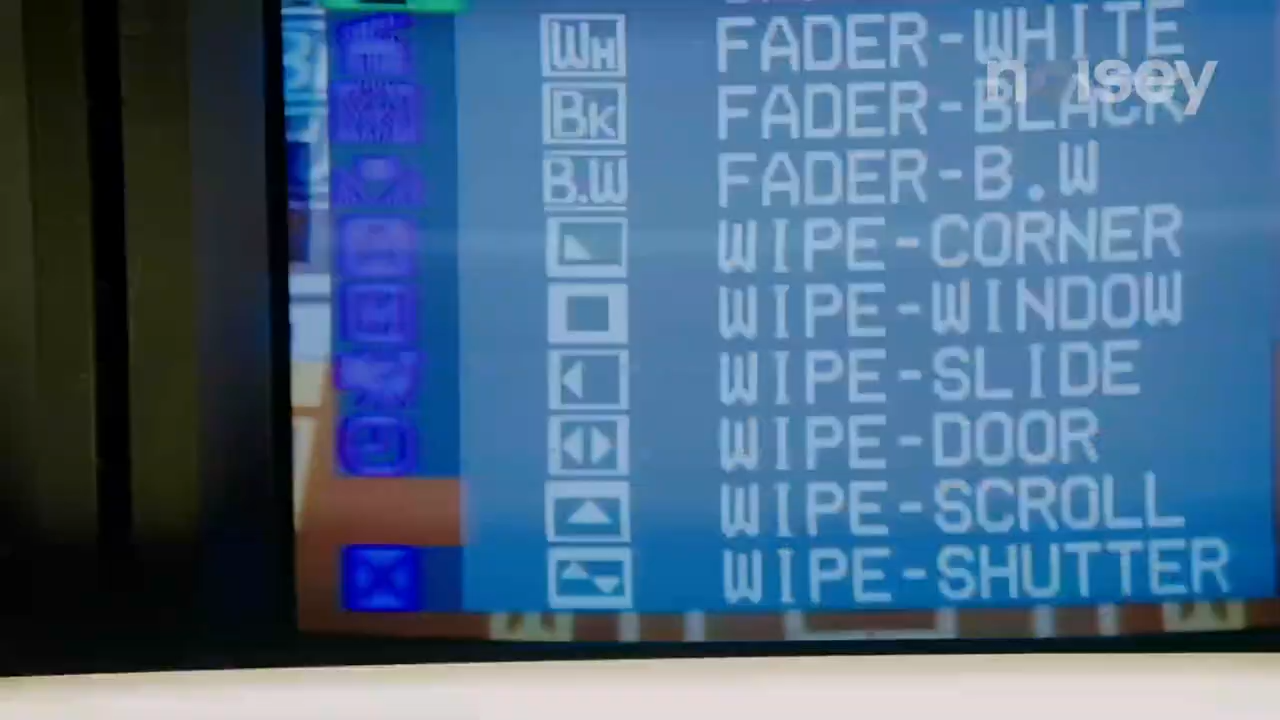 WH FADER-WHITE
noisey
BK FADER-BLACK
B.W FADER-B.W
WIPE-CORNER
WIPE-WINDOW
WIPE-SLIDE
WIPE-DOOR
WIPE-SCROLL
WIPE-SHUTTER